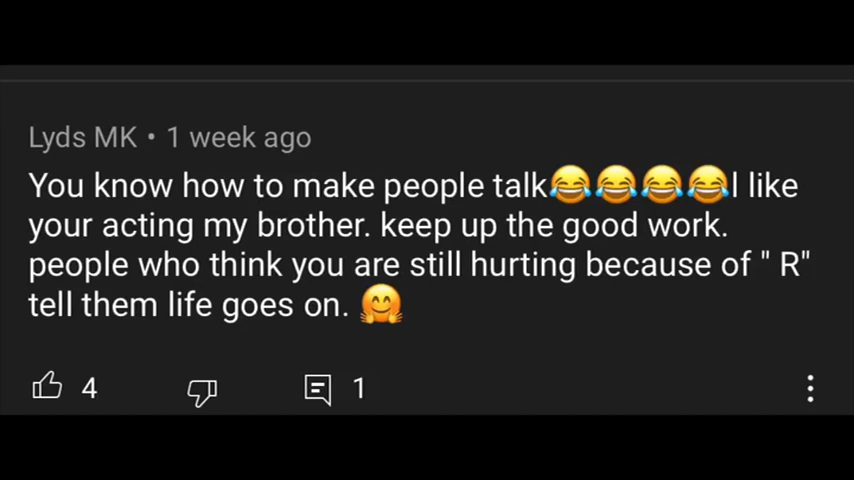 Lyds MK • 1 week ago
You know how to make people talk😂😂😂😂I like
your acting my brother. keep up the good work.
people who think you are still hurting because of " R"
tell them life goes on. 🤗
4 1